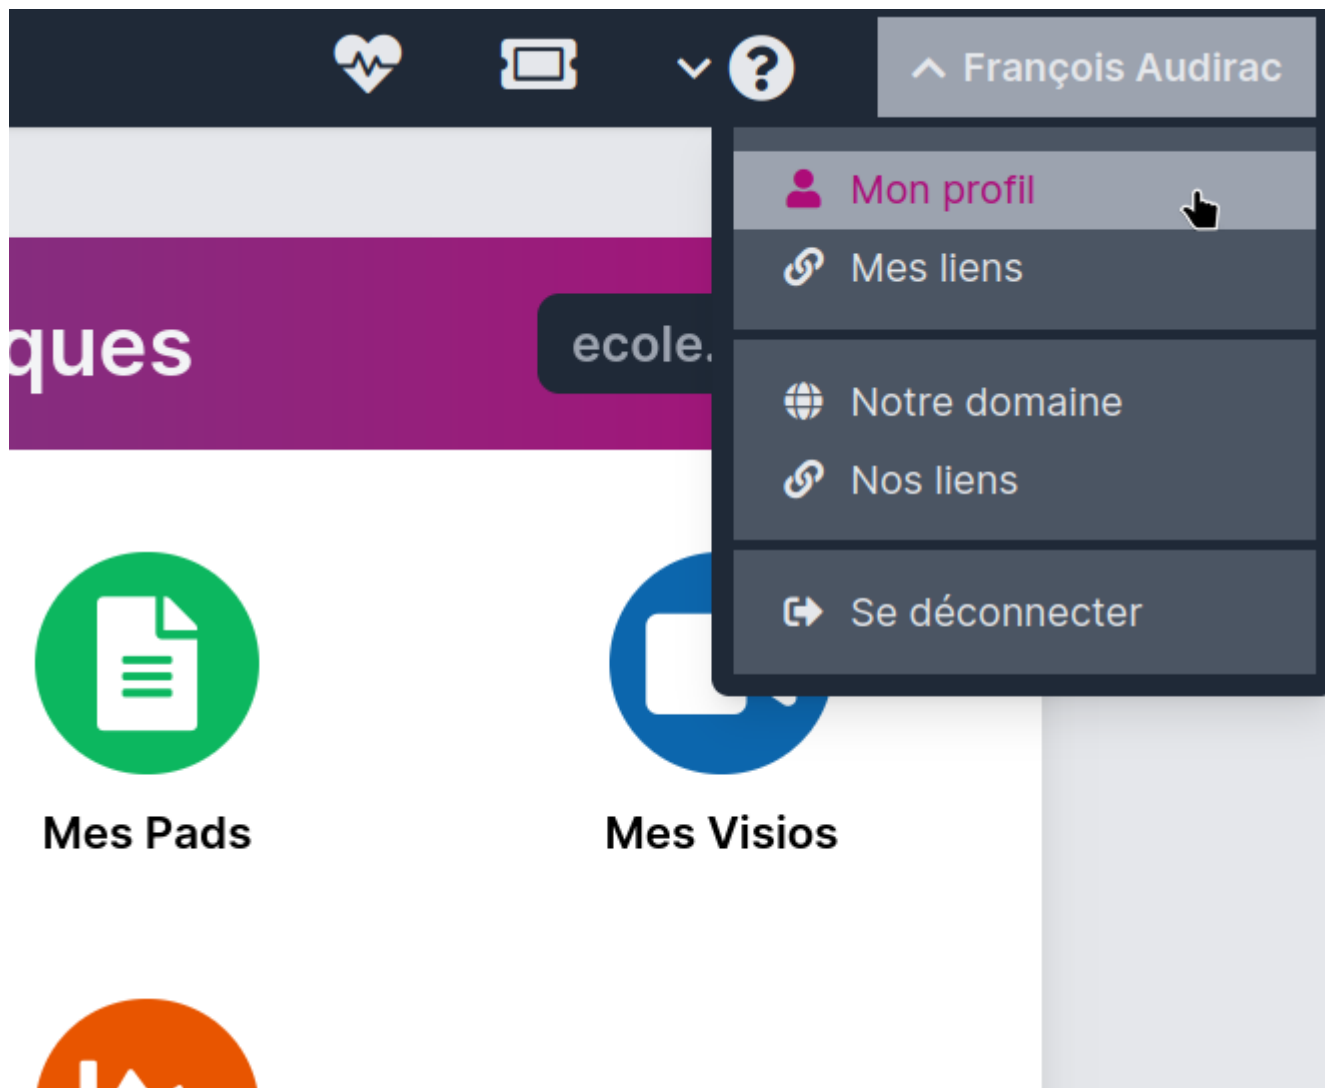 François Audirac
Mon profil
Mes liens
ques
ecole.
Notre domaine
Nos liens
Se déconnecter
Mes Pads
Mes Visios